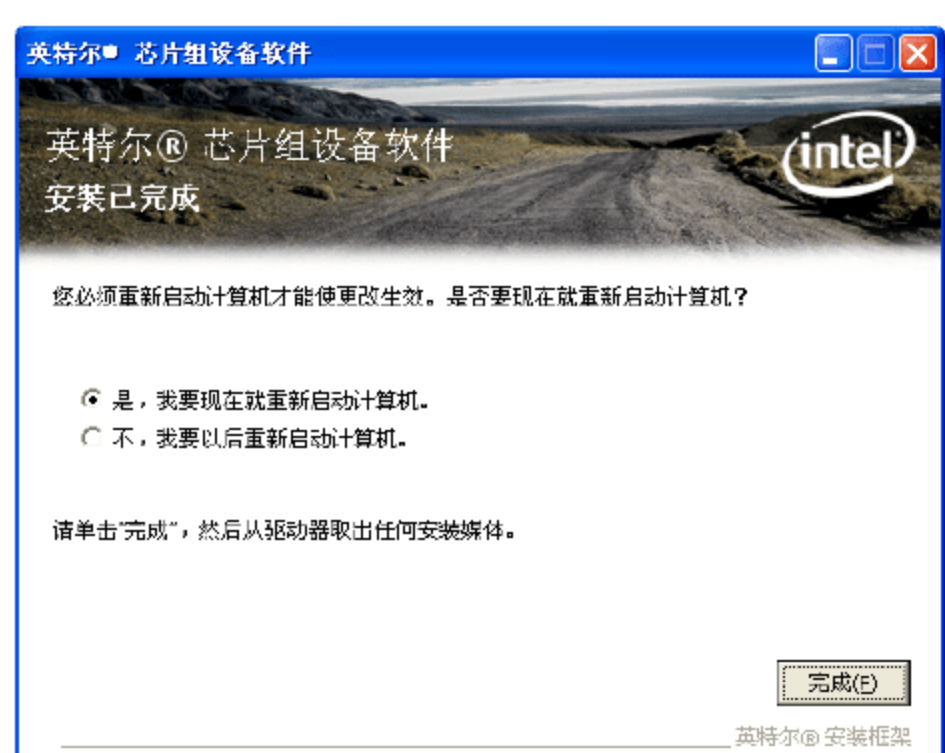 英特尔® 芯片组设备软件
英特尔® 芯片组设备软件
intel
安装已完成
您必须重新启动计算机才能使更改生效。是否要现在就重新启动计算机？
是，我要现在就重新启动计算机。
不，我要以后重新启动计算机。
请单击“完成”，然后从驱动器取出任何安装媒体。
完成(F)
英特尔® 安装框架